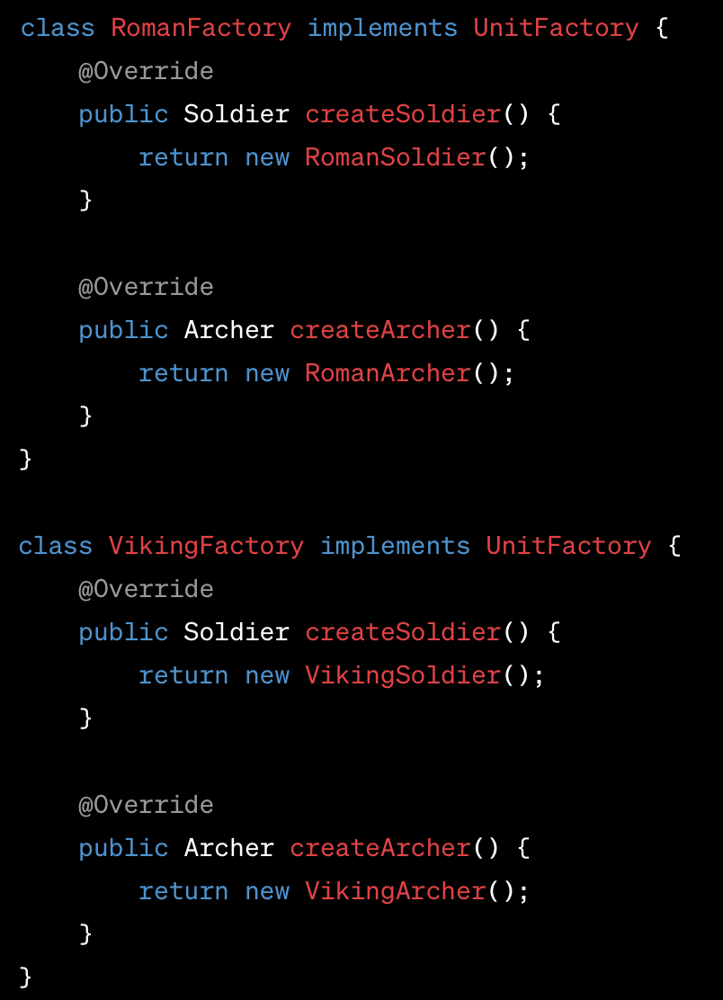 class RomanFactory implements UnitFactory {
    @Override
    public Soldier createSoldier() {
        return new RomanSoldier();
    }

    @Override
    public Archer createArcher() {
        return new RomanArcher();
    }
}

class VikingFactory implements UnitFactory {
    @Override
    public Soldier createSoldier() {
        return new VikingSoldier();
    }

    @Override
    public Archer createArcher() {
        return new VikingArcher();
    }
}